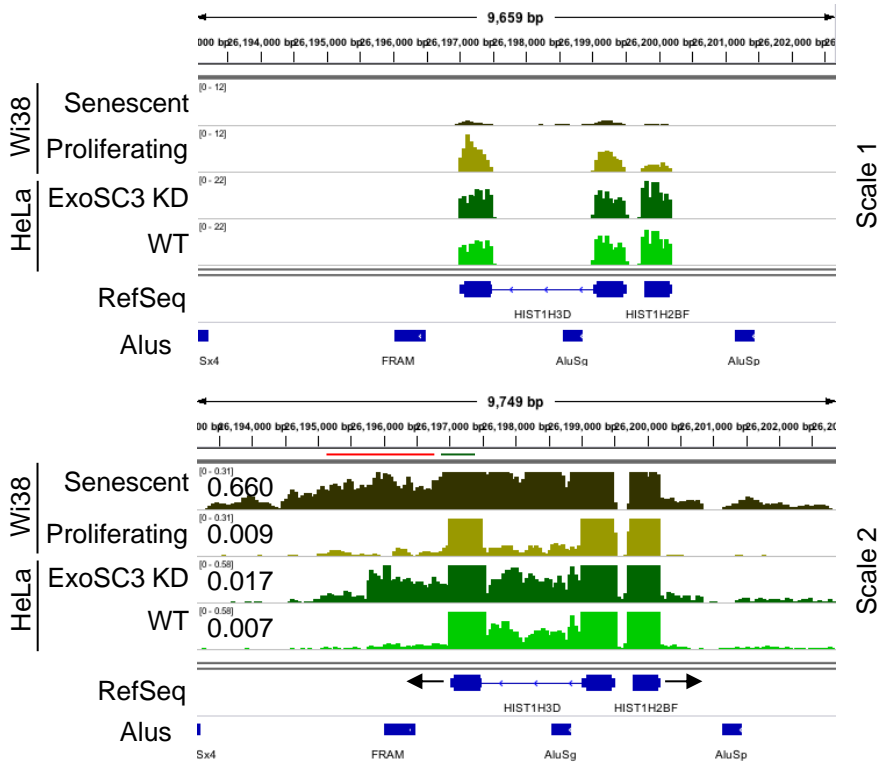 9,659 bp
000 bp 26,194,000 bp 26,195,000 bp 26,196,000 bp 26,197,000 bp 26,198,000 bp 26,199,000 bp 26,200,000 bp 26,201,000 bp 26,202,000 bp 26
Wi38
Senescent [0 - 12]
Proliferating [0 - 12]
HeLa
ExoSC3 KD [0 - 22]
WT [0 - 22]
Scale 1
RefSeq
HIST1H3D HIST1H2BF
Alus
Sx4 FRAM AluSg AluSp
9,749 bp
00 bp 26,194,000 bp 26,195,000 bp 26,196,000 bp 26,197,000 bp 26,198,000 bp 26,199,000 bp 26,200,000 bp 26,201,000 bp 26,202,000 bp 26,20
Wi38
Senescent [0 - 0.31] 0.660
Proliferating [0 - 0.31] 0.009
HeLa
ExoSC3 KD [0 - 0.58] 0.017
WT [0 - 0.58] 0.007
Scale 2
RefSeq
HIST1H3D HIST1H2BF
Alus
Sx4 FRAM AluSg AluSp